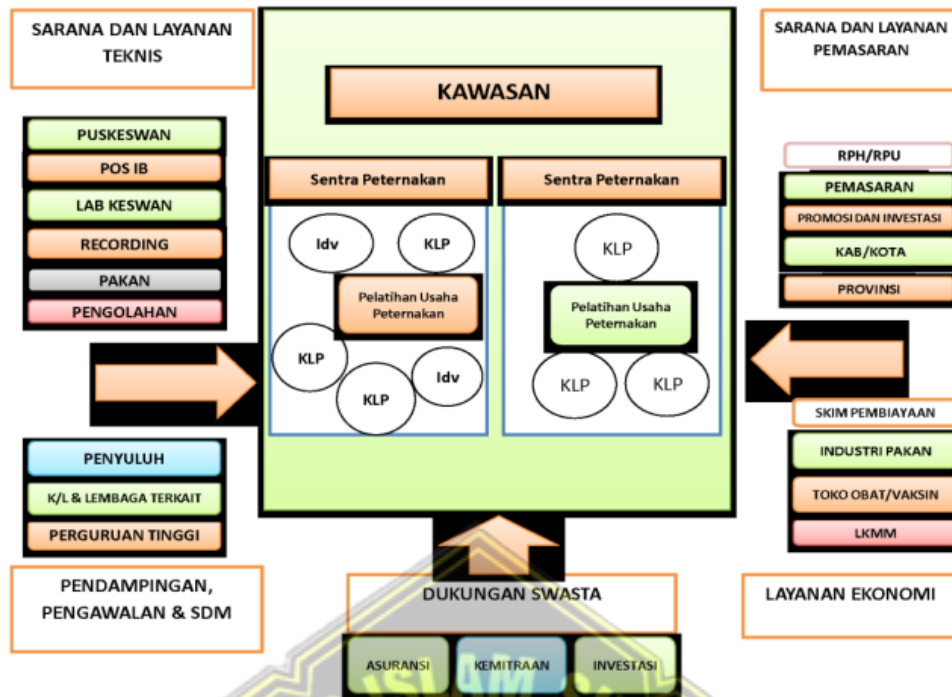 SARANA DAN LAYANAN
TEKNIS
PUSKESWAN
POS IB
LAB KESWAN
RECORDING
PAKAN
PENGOLAHAN
PENYULUH
K/L & LEMBAGA TERKAIT
PERGURUAN TINGGI
PENDAMPINGAN,
PENGAWALAN & SDM
KAWASAN
Sentra Peternakan
Idv
KLP
Pelatihan Usaha
Peternakan
KLP
KLP
Idv
Sentra Peternakan
KLP
Pelatihan Usaha
Peternakan
KLP
KLP
DUKUNGAN SWASTA
ASURANSI
KEMITRAAN
INVESTASI
SARANA DAN LAYANAN
PEMASARAN
RPH/RPU
PEMASARAN
PROMOSI DAN INVESTASI
KAB/KOTA
PROVINSI
SKIM PEMBIAYAAN
INDUSTRI PAKAN
TOKO OBAT/VAKSIN
LKMM
LAYANAN EKONOMI
ISLAM